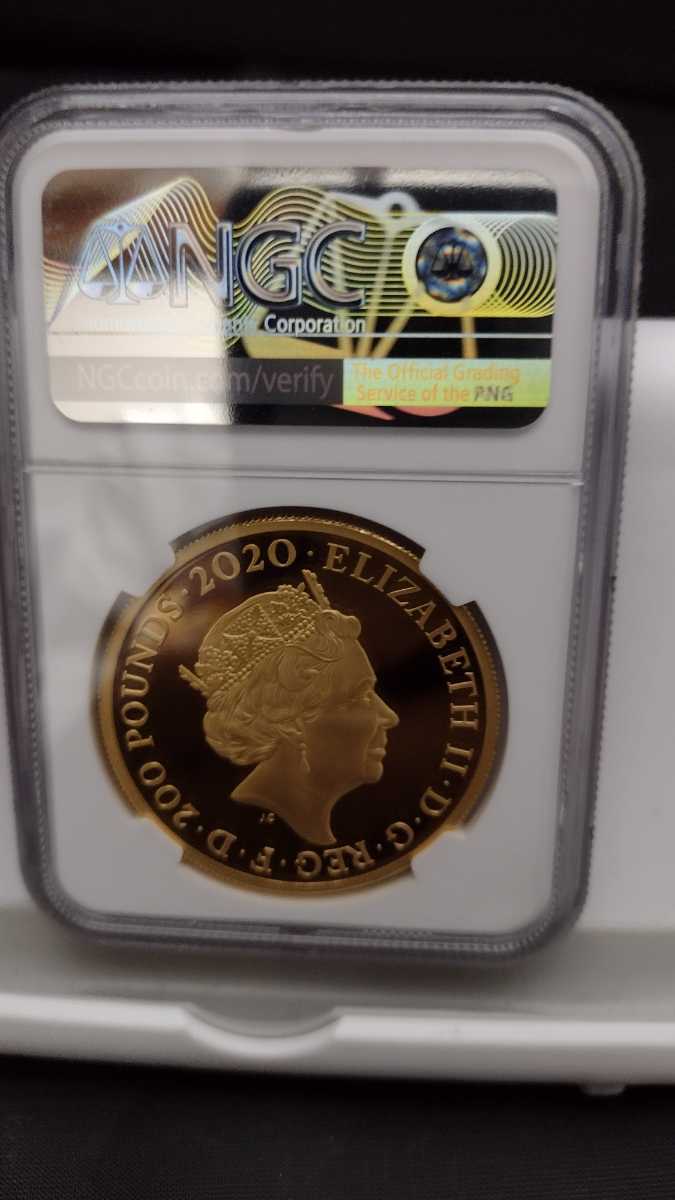 NGC
Corporation
NGCcoin.com/verify
The Official Grading
Service of the PNG
ELIZABETH II · D · G · REG · F · D · 200 POUNDS · 2020 ·
JC